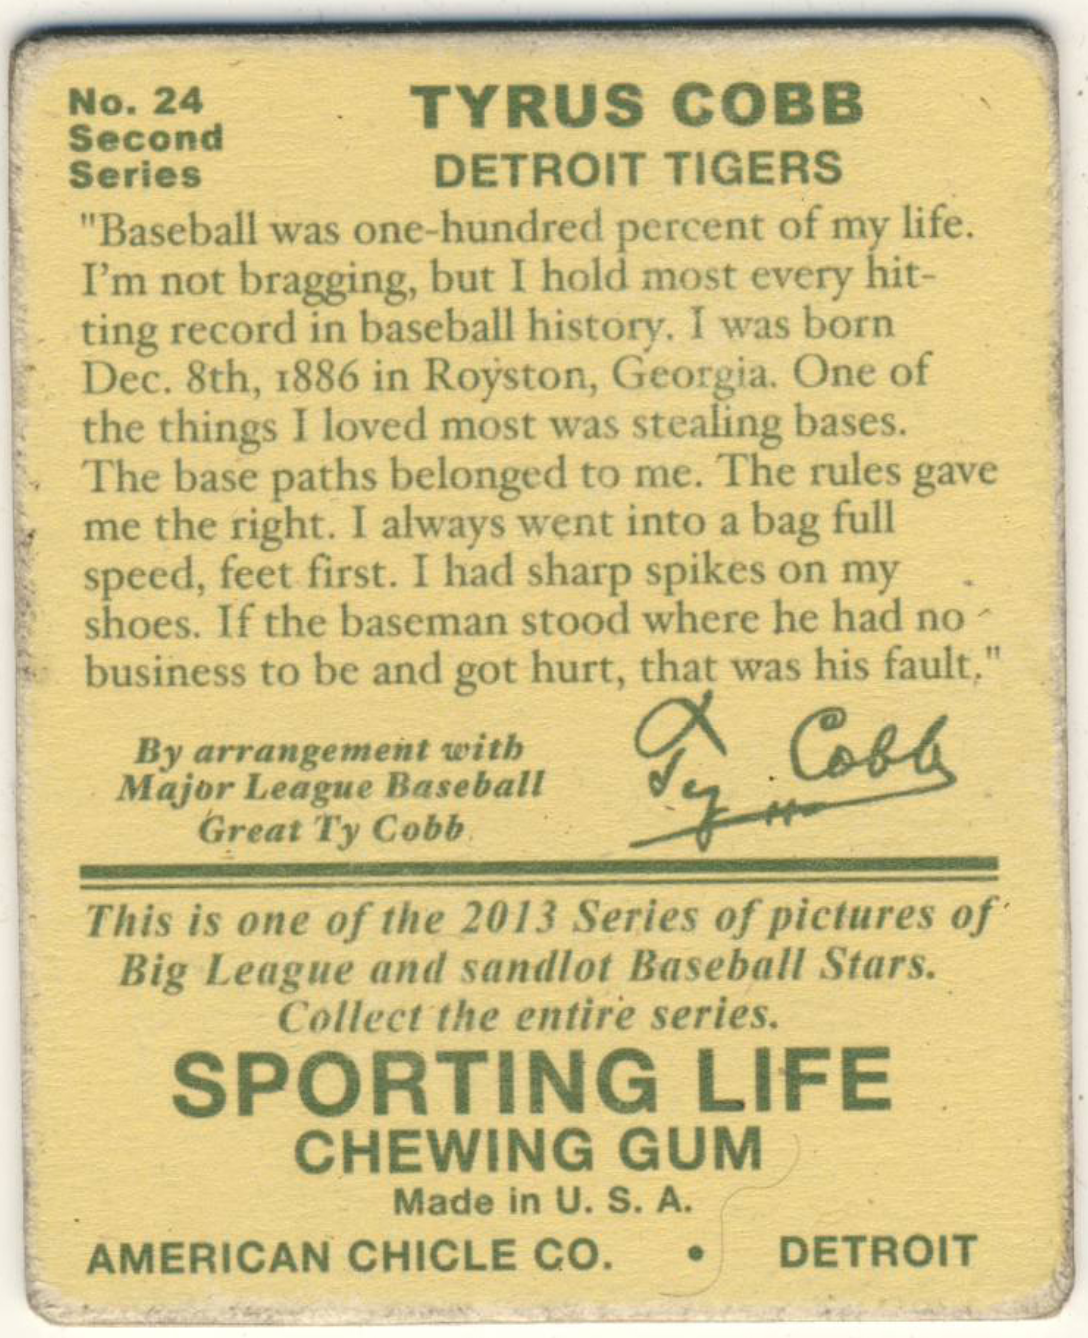 No. 24
Second
Series
TYRUS COBB
DETROIT TIGERS
"Baseball was one-hundred percent of my life.
I'm not bragging, but I hold most every hit-
ting record in baseball history. I was born
Dec. 8th, 1886 in Royston, Georgia. One of
the things I loved most was stealing bases.
The base paths belonged to me. The rules gave
me the right. I always went into a bag full
speed, feet first. I had sharp spikes on my
shoes. If the baseman stood where he had no
business to be and got hurt, that was his fault."
By arrangement with
Major League Baseball
Great Ty Cobb
Ty Cobb
This is one of the 2013 Series of pictures of
Big League and sandlot Baseball Stars.
Collect the entire series.
SPORTING LIFE
CHEWING GUM
Made in U. S. A.
AMERICAN CHICLE CO. • DETROIT